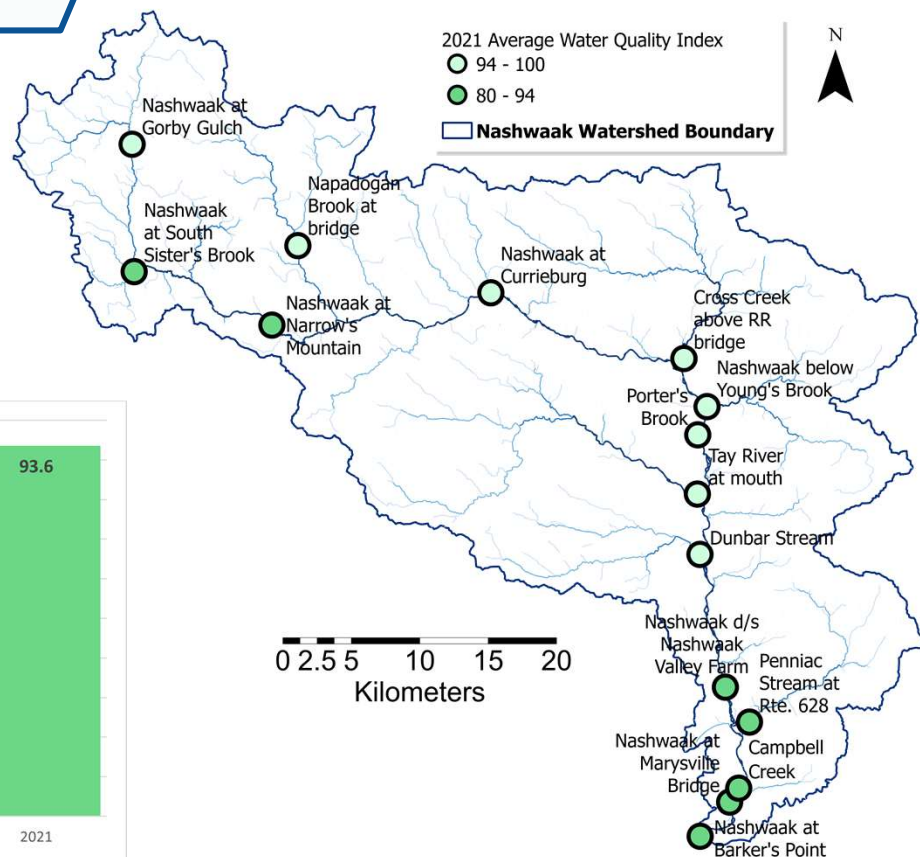 2021 Average Water Quality Index
94 - 100
80 - 94
Nashwaak Watershed Boundary
N
Nashwaak at
Gorby Gulch
Nashwaak
at South
Sister's Brook
Napadogan
Brook at
bridge
Nashwaak at
Narrow's
Mountain
Nashwaak at
Currieburg
Cross Creek
above RR
bridge
Nashwaak below
Young's Brook
Porter's
Brook
Tay River
at mouth
Dunbar Stream
Nashwaak d/s
Nashwaak
Valley Farm
Penniac
Stream at
Rte. 628
Nashwaak at
Marysville
Bridge
Campbell
Creek
Nashwaak at
Barker's Point
0 2.5 5 10 15 20
Kilometers
93.6
2021